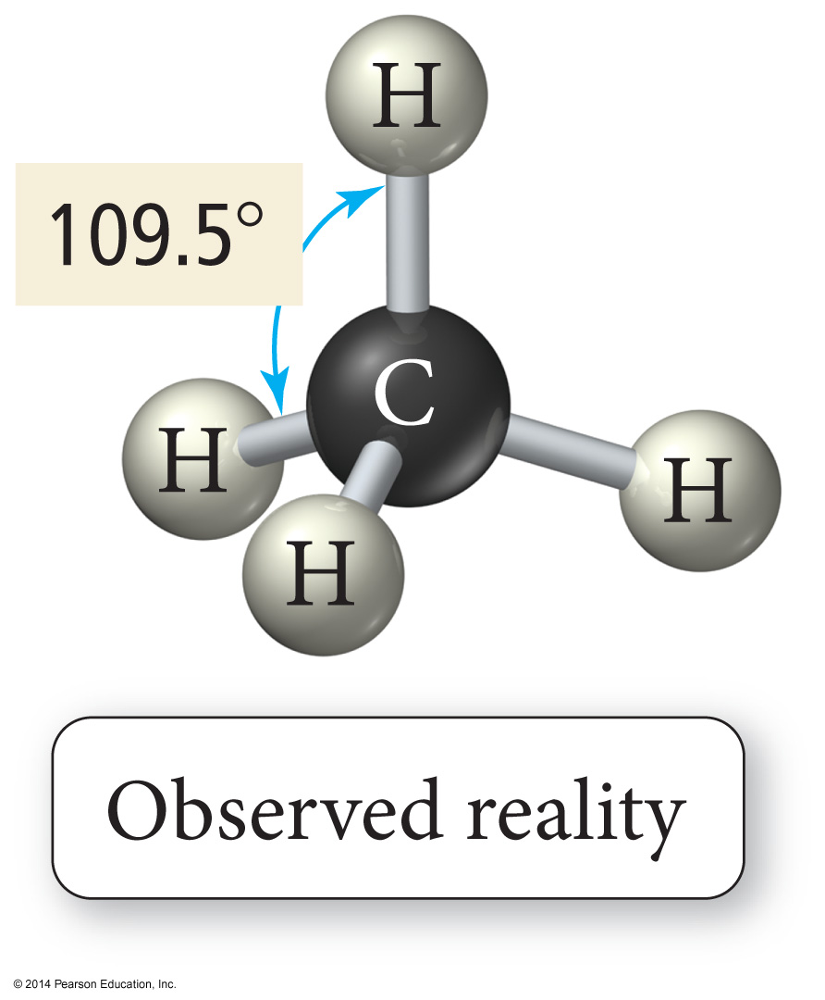 H
109.5°
C
H
H
H
Observed reality
© 2014 Pearson Education, Inc.